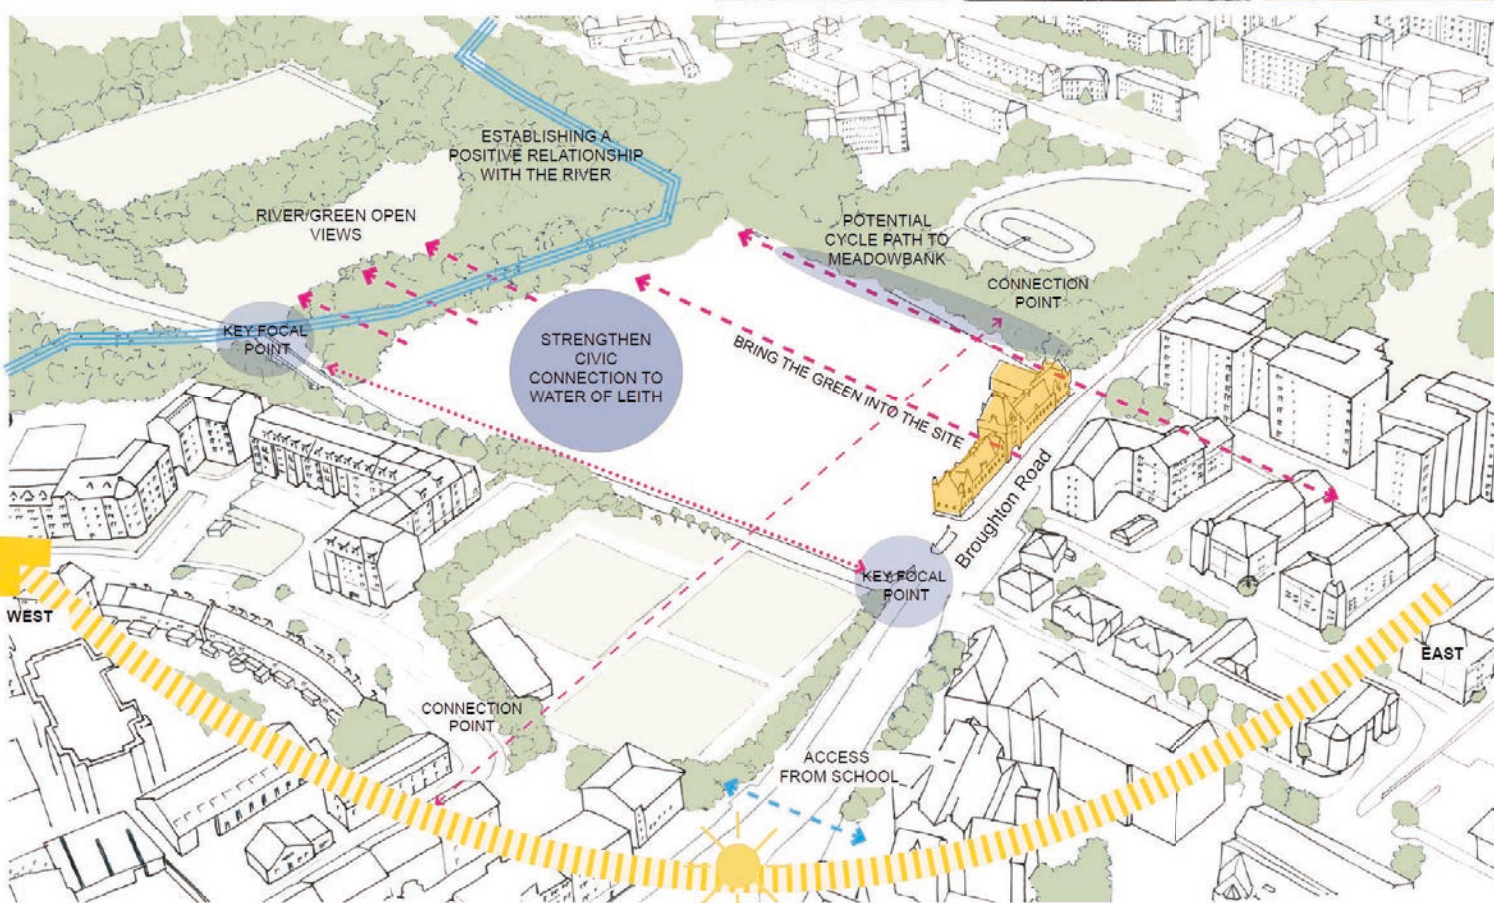 ESTABLISHING A
POSITIVE RELATIONSHIP
WITH THE RIVER
RIVER/GREEN OPEN
VIEWS
POTENTIAL
CYCLE PATH TO
MEADOWBANK
CONNECTION
POINT
KEY FOCAL
POINT
STRENGTHEN
CIVIC
CONNECTION TO
WATER OF LEITH
BRING THE GREEN INTO THE SITE
Broughton Road
KEY FOCAL
POINT
WEST
EAST
CONNECTION
POINT
ACCESS
FROM SCHOOL